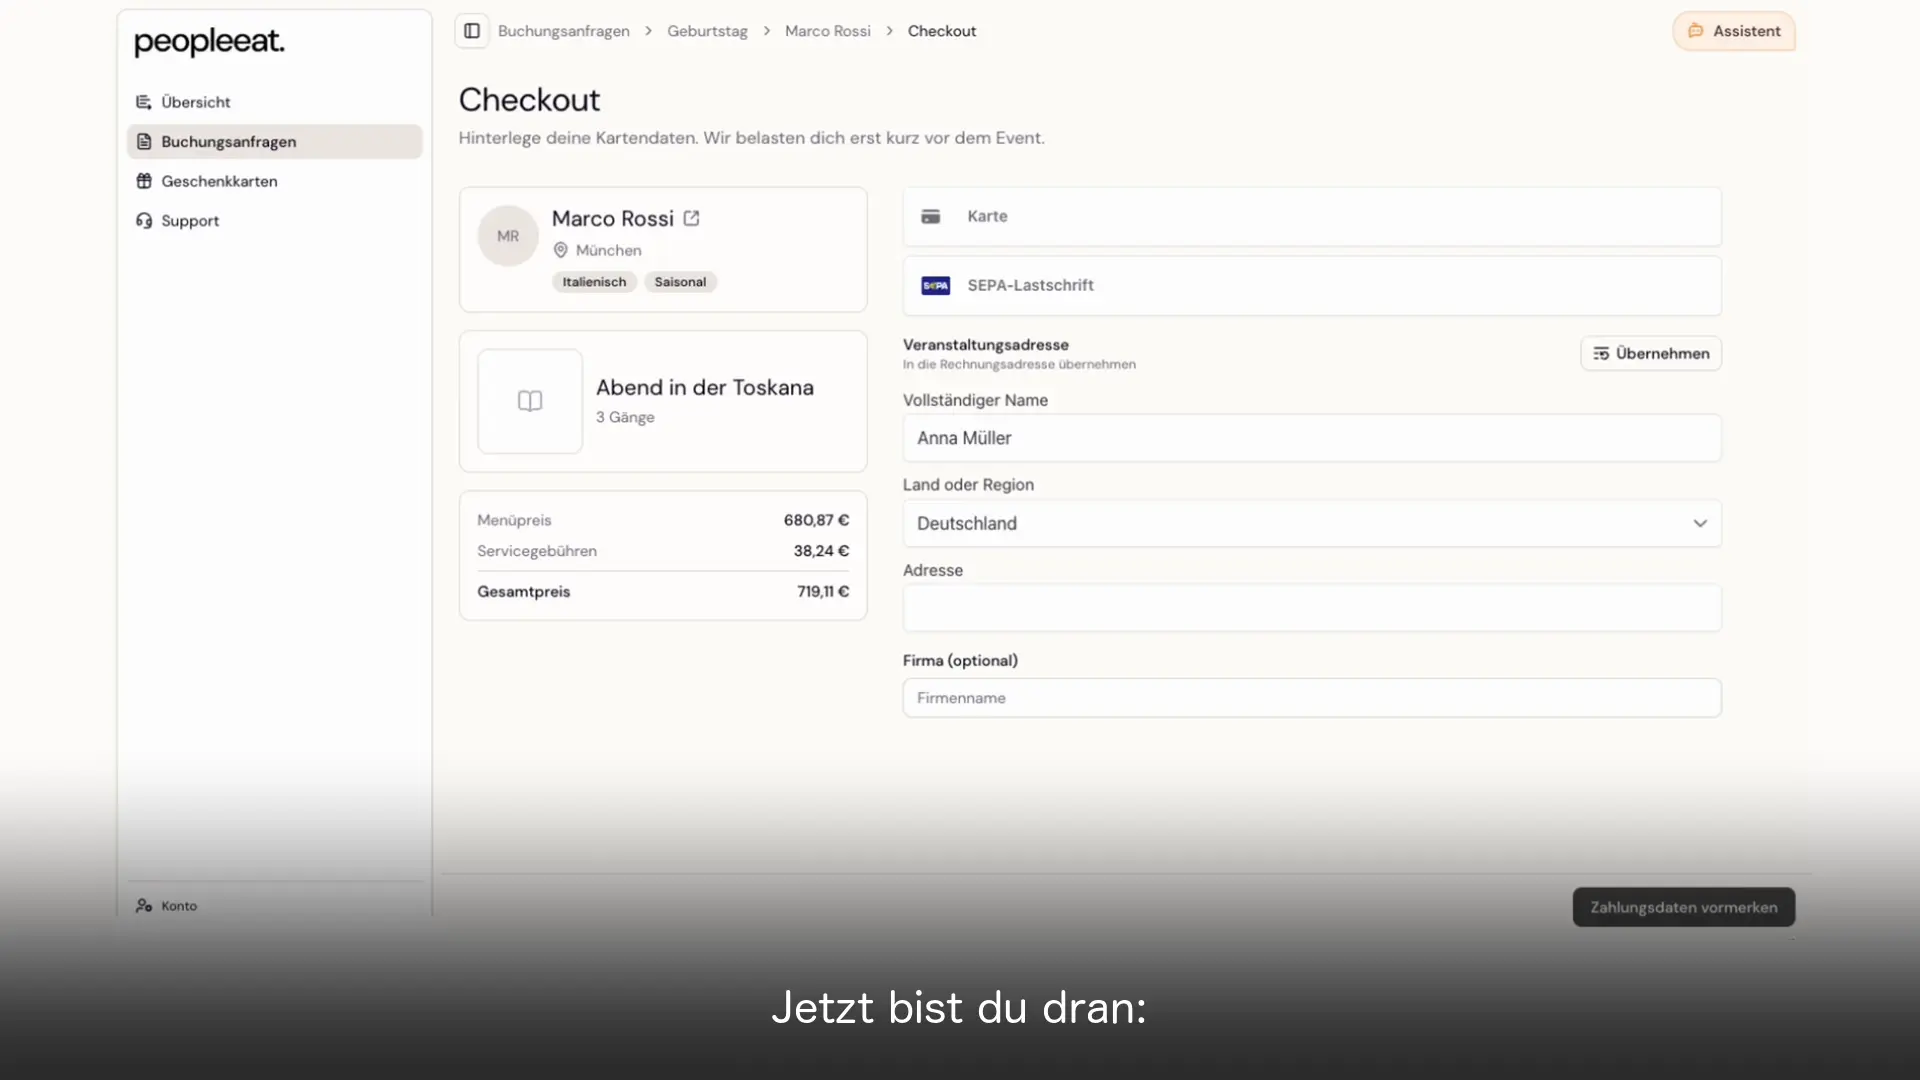 peopleeat.
Übersicht
Buchungsanfragen
Geschenkkarten
Support
Konto
Buchungsanfragen > Geburtstag > Marco Rossi > Checkout
Assistent
Checkout
Hinterlege deine Kartendaten. Wir belasten dich erst kurz vor dem Event.
MR
Marco Rossi
München
Italienisch Saisonal
Abend in der Toskana
3 Gänge
Menüpreis 680,87 €
Servicegebühren 38,24 €
Gesamtpreis 719,11 €
Karte
SEPA SEPA-Lastschrift
Veranstaltungsadresse
In die Rechnungsadresse übernehmen
Übernehmen
Vollständiger Name
Anna Müller
Land oder Region
Deutschland
Adresse
Firma (optional)
Firmenname
Zahlungsdaten vormerken
Jetzt bist du dran: